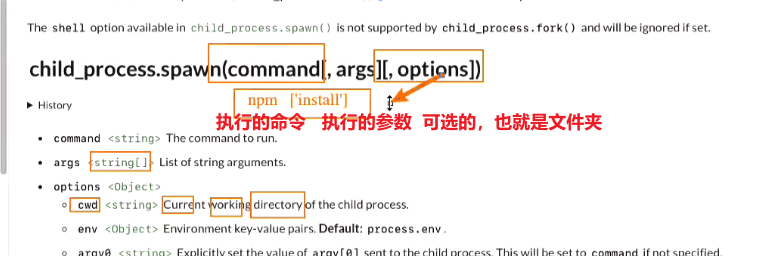 The shell option available in child_process.spawn() is not supported by child_process.fork() and will be ignored if set.
child_process.spawn(command[, args][, options])
npm ['install']
History
执行的命令 执行的参数 可选的，也就是文件夹
command <string> The command to run.
args <string[]> List of string arguments.
options <Object>
cwd <string> Current working directory of the child process.
env <Object> Environment key-value pairs. Default: process.env.
argv0 <string> Explicitly set the value of argv[0] sent to the child process. This will be set to command if not specified.